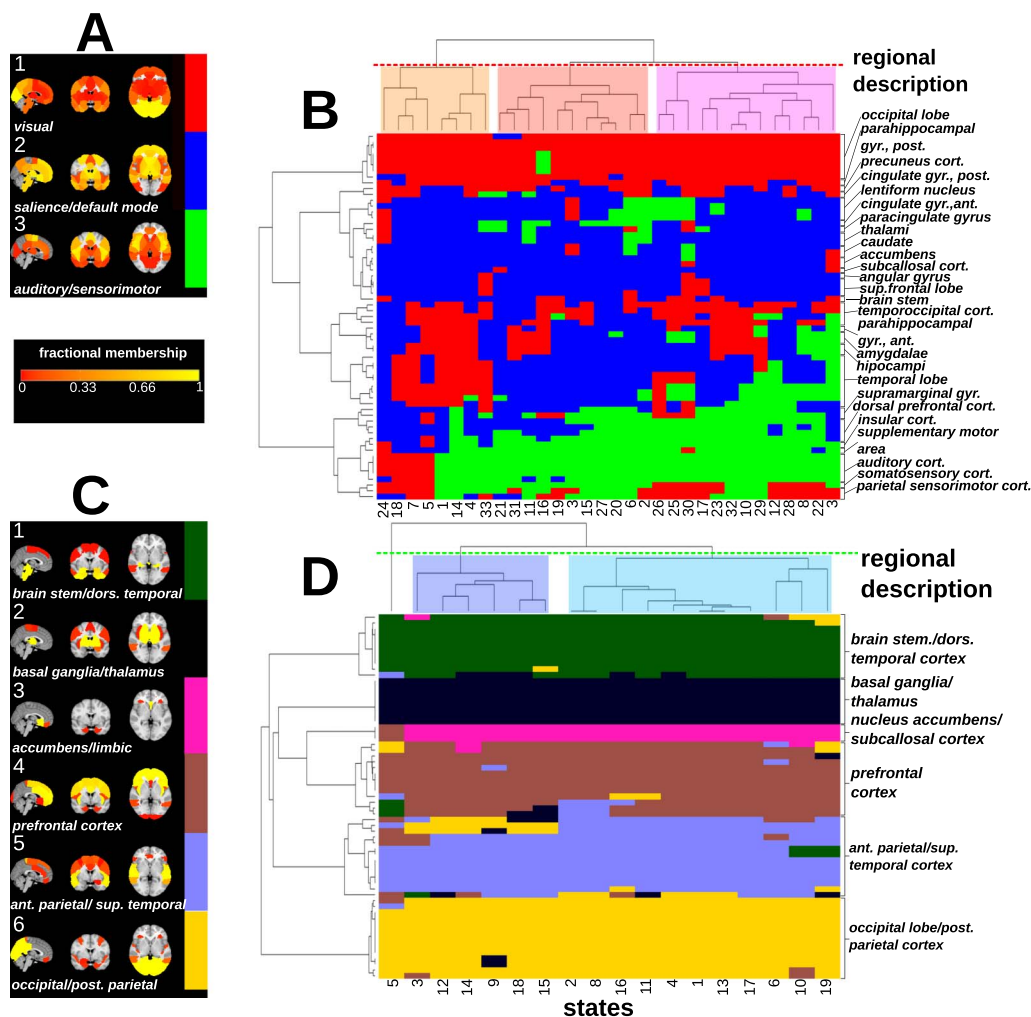 A
1
visual
2
salience/default mode
3
auditory/sensorimotor
fractional membership
0 0.33 0.66 1
B
regional
description
occipital lobe
parahippocampal
gyr., post.
precuneus cort.
cingulate gyr., post.
lentiform nucleus
cingulate gyr.,ant.
paracingulate gyrus
thalami
caudate
accumbens
subcallosal cort.
angular gyrus
sup.frontal lobe
brain stem
temporoccipital cort.
parahippocampal
gyr., ant.
amygdalae
hipocampi
temporal lobe
supramarginal gyr.
dorsal prefrontal cort.
insular cort.
supplementary motor
area
auditory cort.
somatosensory cort.
parietal sensorimotor cort.
24 18 7 5 1 14 4 33 21 31 11 16 19 3 15 27 20 6 2 26 25 30 17 23 32 10 29 12 28 8 22 3
C
1
brain stem/dors. temporal
2
basal ganglia/thalamus
3
accumbens/limbic
4
prefrontal cortex
5
ant. parietal/ sup. temporal
6
occipital/post. parietal
D
regional
description
brain stem./dors.
temporal cortex
basal ganglia/
thalamus
nucleus accumbens/
subcallosal cortex
prefrontal
cortex
ant. parietal/sup.
temporal cortex
occipital lobe/post.
parietal cortex
5 3 12 14 9 18 15 2 8 16 11 4 1 13 17 6 10 19
states